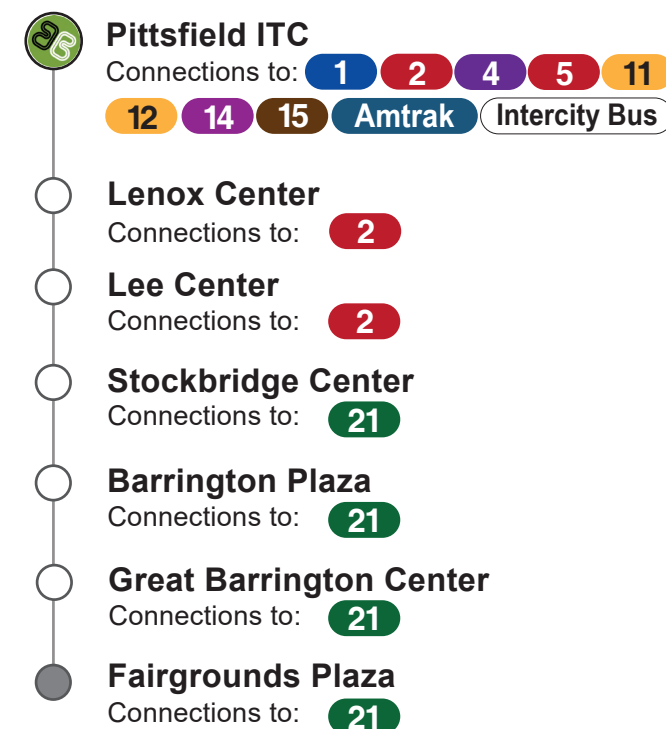 Pittsfield ITC
Connections to: 1 2 4 5 11
12 14 15 Amtrak Intercity Bus
Lenox Center
Connections to: 2
Lee Center
Connections to: 2
Stockbridge Center
Connections to: 21
Barrington Plaza
Connections to: 21
Great Barrington Center
Connections to: 21
Fairgrounds Plaza
Connections to: 21